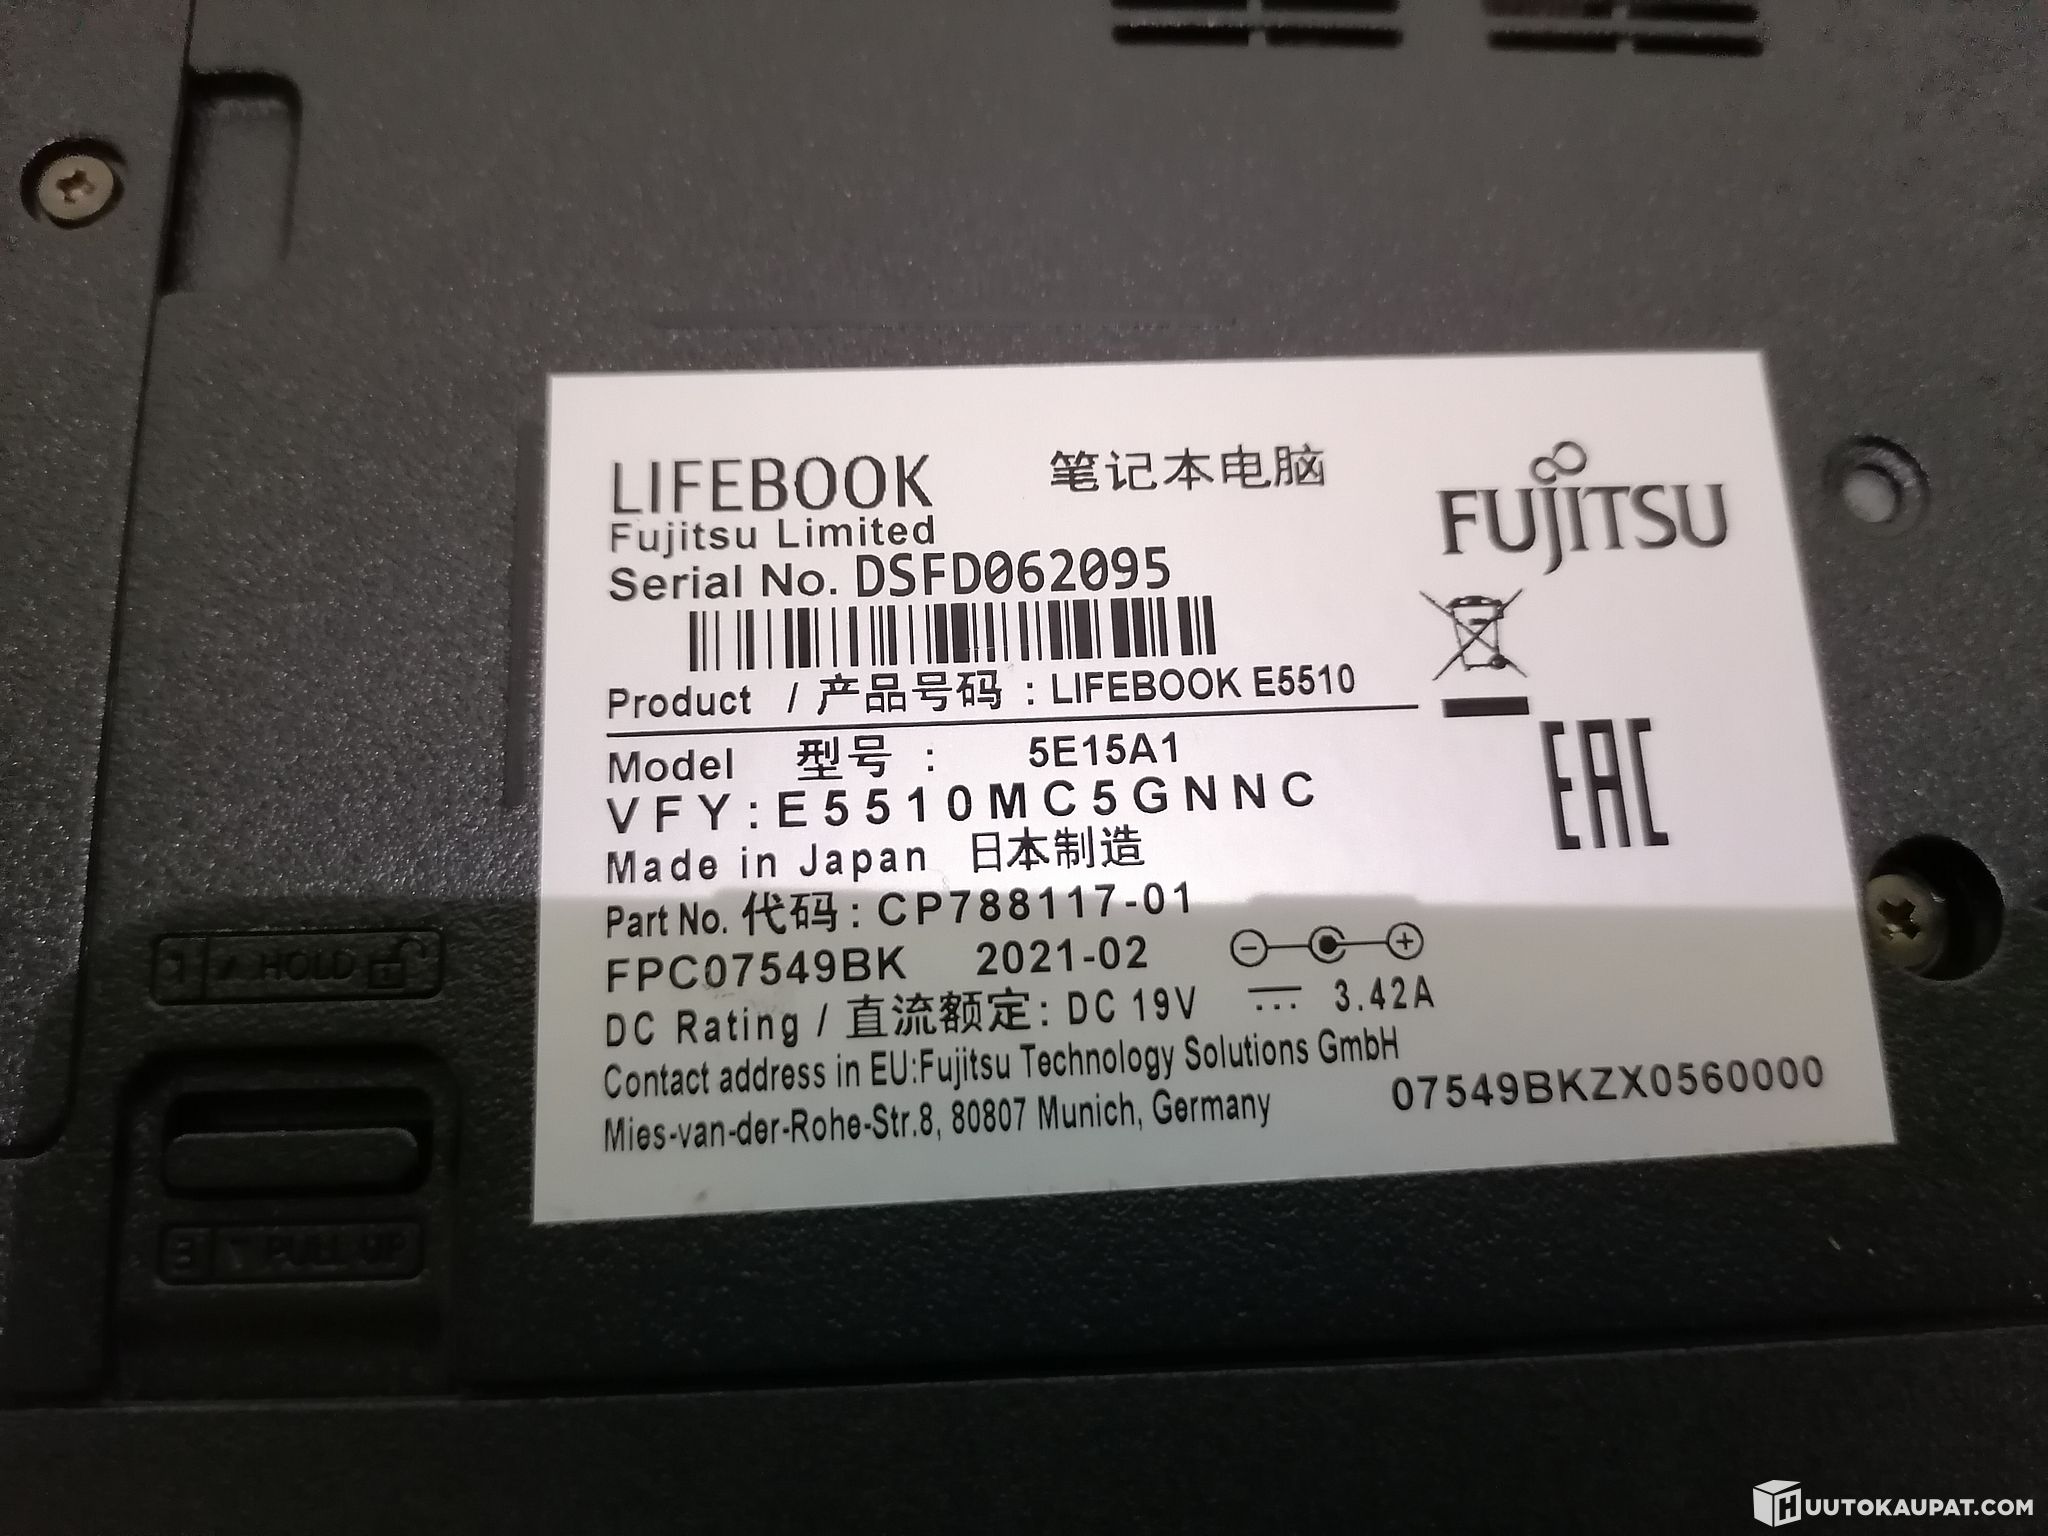 LIFEBOOK 笔记本电脑 FUJITSU
Fujitsu Limited
Serial No. DSFD062095
Product / 产品号码 : LIFEBOOK E5510
Model 型号 : 5E15A1
EAC
VFY:E5510MC5GNNC
Made in Japan 日本制造
Part No. 代码: CP788117-01
FPC07549BK 2021-02
DC Rating / 直流额定: DC 19V 3.42A
Contact address in EU:Fujitsu Technology Solutions GmbH
Mies-van-der-Rohe-Str.8, 80807 Munich, Germany
07549BKZX0560000
1 HOLD
PULL UP
HUUTOKAUPAT.COM